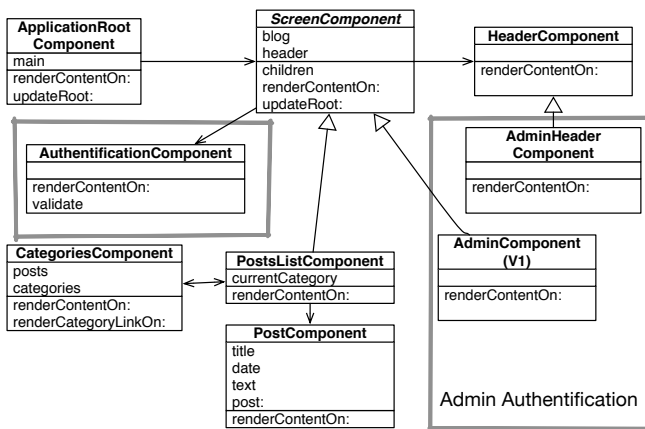 ApplicationRoot
Component
main
renderContentOn:
updateRoot:
ScreenComponent
blog
header
children
renderContentOn:
updateRoot:
HeaderComponent
renderContentOn:
AuthentificationComponent
renderContentOn:
validate
AdminHeader
Component
renderContentOn:
CategoriesComponent
posts
categories
renderContentOn:
renderCategoryLinkOn:
PostsListComponent
currentCategory
renderContentOn:
AdminComponent
(V1)
renderContentOn:
PostComponent
title
date
text
post:
renderContentOn:
Admin Authentification